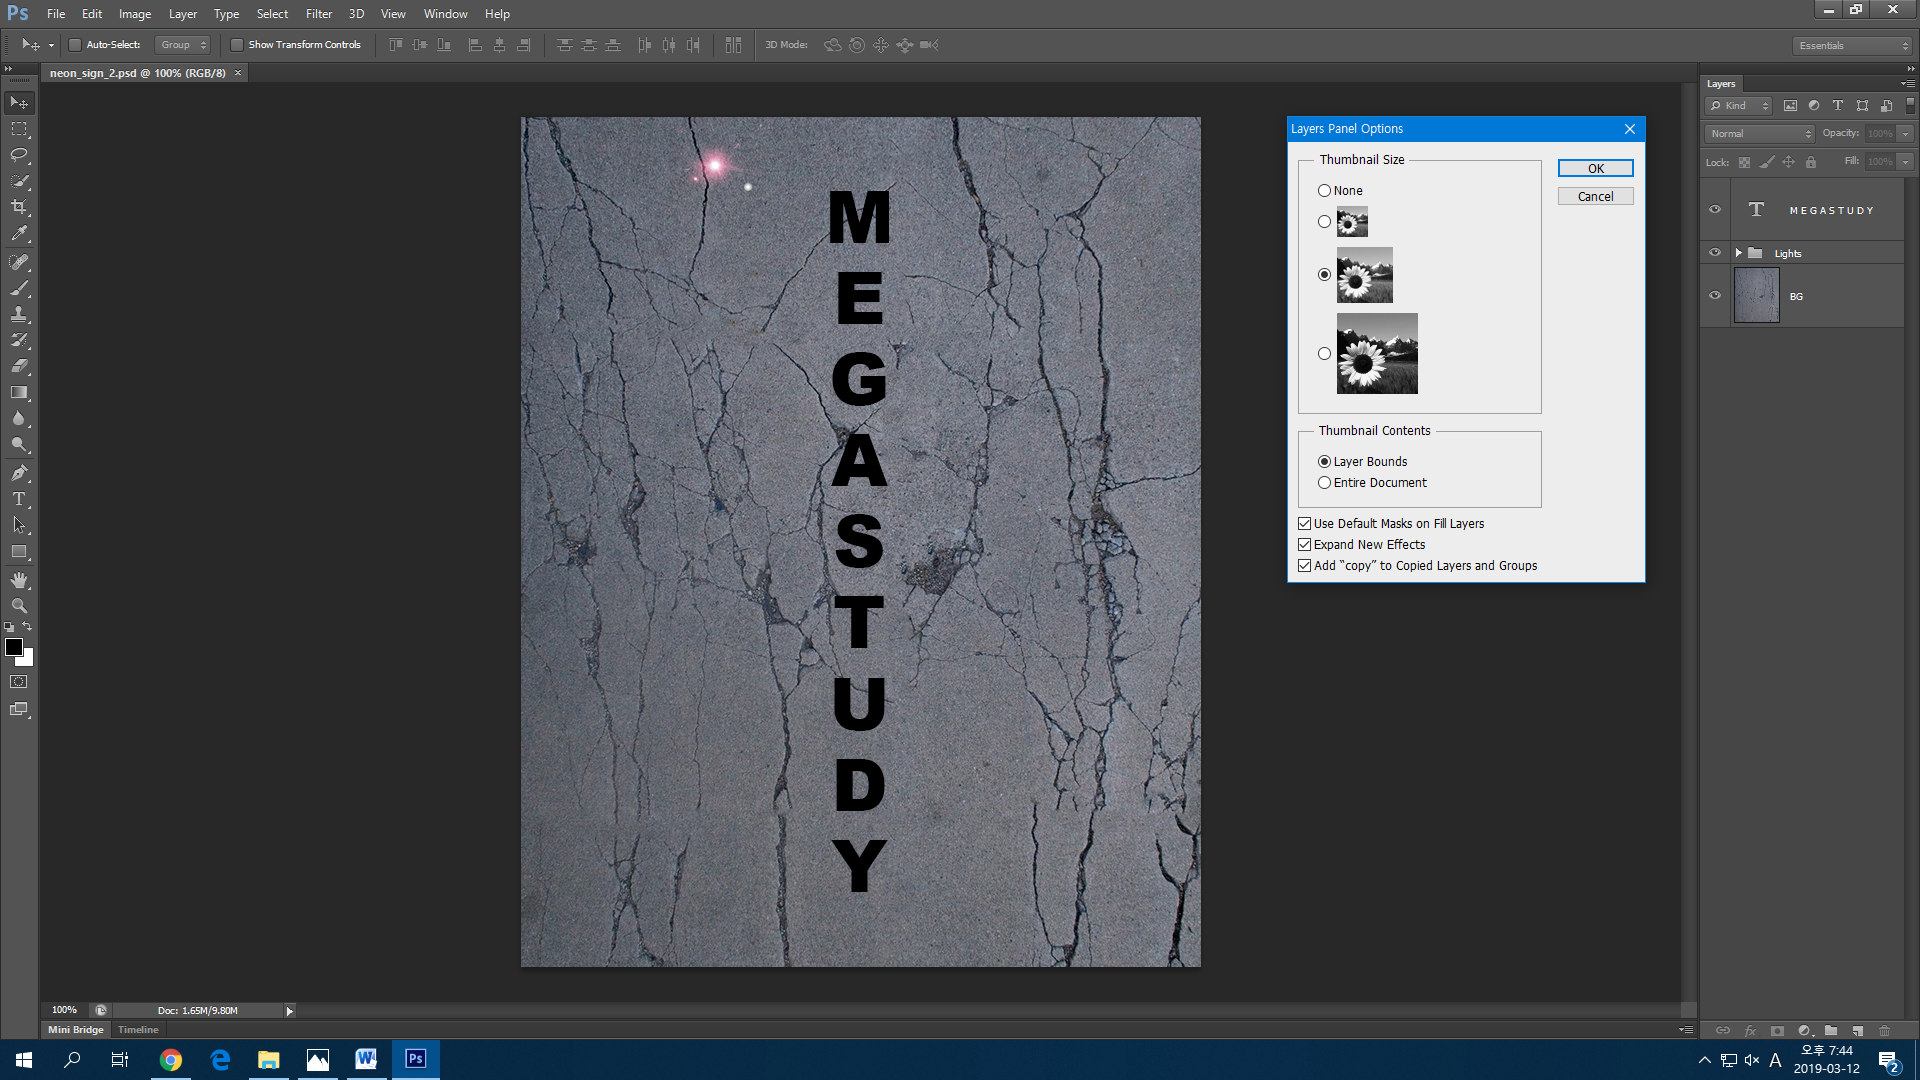 Ps File Edit Image Layer Type Select Filter 3D View Window Help
Auto-Select: Group Show Transform Controls 3D Mode: Essentials
neon_sign_2.psd @ 100% (RGB/8) ×
M
E
G
A
S
T
U
D
Y
Layers Panel Options
Thumbnail Size
None
OK
Cancel
Thumbnail Contents
Layer Bounds
Entire Document
Use Default Masks on Fill Layers
Expand New Effects
Add “copy” to Copied Layers and Groups
Layers
Kind T
Normal Opacity: 100%
Lock: Fill: 100%
T MEGASTUDY
Lights
BG
fx
T
100% Doc: 1.65M/9.80M
Mini Bridge Timeline
W Ps
A 오후 7:44
2019-03-12 2